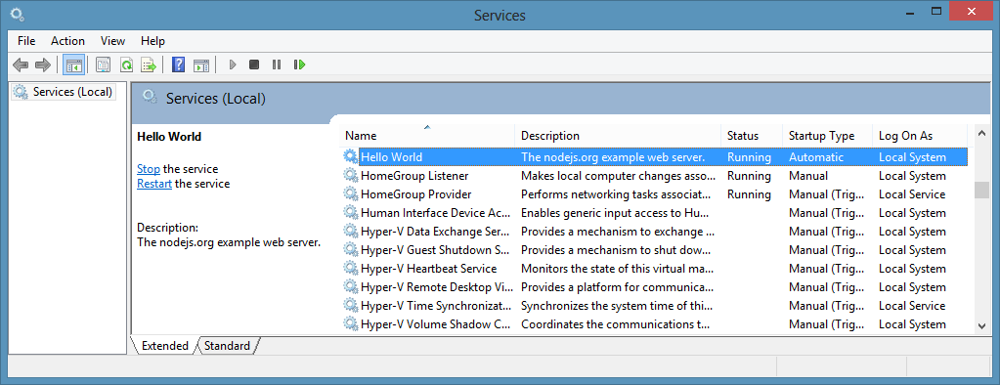 Services
File Action View Help
Services (Local)
Services (Local)
Hello World
Stop the service
Restart the service
Description:
The nodejs.org example web server.
Name Description Status Startup Type Log On As
Hello World The nodejs.org example web server. Running Automatic Local System
HomeGroup Listener Makes local computer changes asso... Running Manual Local System
HomeGroup Provider Performs networking tasks associat... Running Manual (Trig... Local Service
Human Interface Device Ac... Enables generic input access to Hu... Manual (Trig... Local System
Hyper-V Data Exchange Ser... Provides a mechanism to exchange ... Manual (Trig... Local System
Hyper-V Guest Shutdown S... Provides a mechanism to shut dow... Manual (Trig... Local System
Hyper-V Heartbeat Service Monitors the state of this virtual ma... Manual (Trig... Local System
Hyper-V Remote Desktop Vi... Provides a platform for communica... Manual (Trig... Local System
Hyper-V Time Synchronizat... Synchronizes the system time of thi... Manual (Trig... Local Service
Hyper-V Volume Shadow C... Coordinates the communications t... Manual (Trig... Local System
Extended Standard